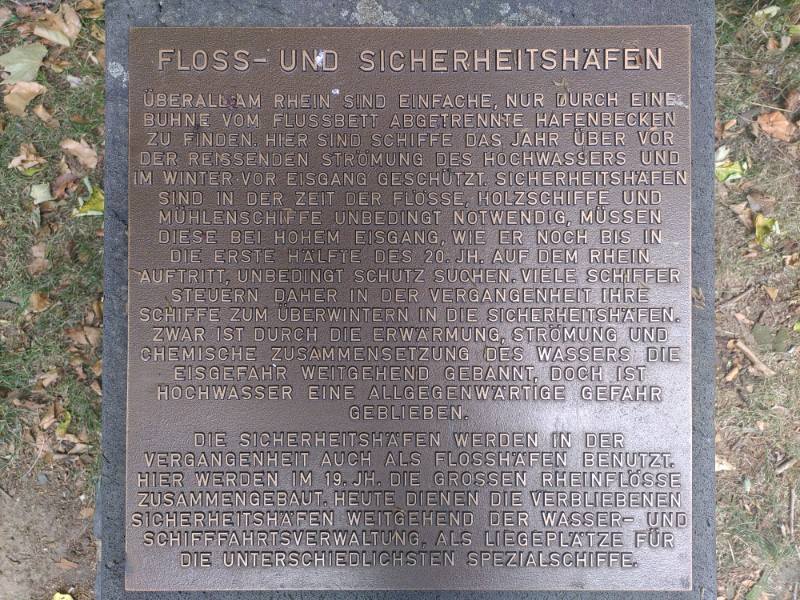 FLOSS- UND SICHERHEITSHÄFEN
ÜBERALL AM RHEIN SIND EINFACHE, NUR DURCH EINE
BUHNE VOM FLUSSBETT ABGETRENNTE HAFENBECKEN
ZU FINDEN. HIER SIND SCHIFFE DAS JAHR ÜBER VOR
DER REISSENDEN STRÖMUNG DES HOCHWASSERS UND
IM WINTER VOR EISGANG GESCHÜTZT. SICHERHEITSHÄFEN
SIND IN DER ZEIT DER FLÖSSE, HOLZSCHIFFE UND
MÜHLENSCHIFFE UNBEDINGT NOTWENDIG, MÜSSEN
DIESE BEI HOHEM EISGANG, WIE ER NOCH BIS IN
DIE ERSTE HÄLFTE DES 20. JH. AUF DEM RHEIN
AUFTRITT, UNBEDINGT SCHUTZ SUCHEN. VIELE SCHIFFER
STEUERN DAHER IN DER VERGANGENHEIT IHRE
SCHIFFE ZUM ÜBERWINTERN IN DIE SICHERHEITSHÄFEN.
ZWAR IST DURCH DIE ERWÄRMUNG, STRÖMUNG UND
CHEMISCHE ZUSAMMENSETZUNG DES WASSERS DIE
EISGEFAHR WEITGEHEND GEBANNT, DOCH IST
HOCHWASSER EINE ALLGEGENWÄRTIGE GEFAHR
GEBLIEBEN.
DIE SICHERHEITSHÄFEN WERDEN IN DER
VERGANGENHEIT AUCH ALS FLOSSHÄFEN BENUTZT.
HIER WERDEN IM 19. JH. DIE GROSSEN RHEINFLÖSSE
ZUSAMMENGEBAUT. HEUTE DIENEN DIE VERBLIEBENEN
SICHERHEITSHÄFEN WEITGEHEND DER WASSER- UND
SCHIFFFAHRTSVERWALTUNG, ALS LIEGEPLÄTZE FÜR
DIE UNTERSCHIEDLICHSTEN SPEZIALSCHIFFE.